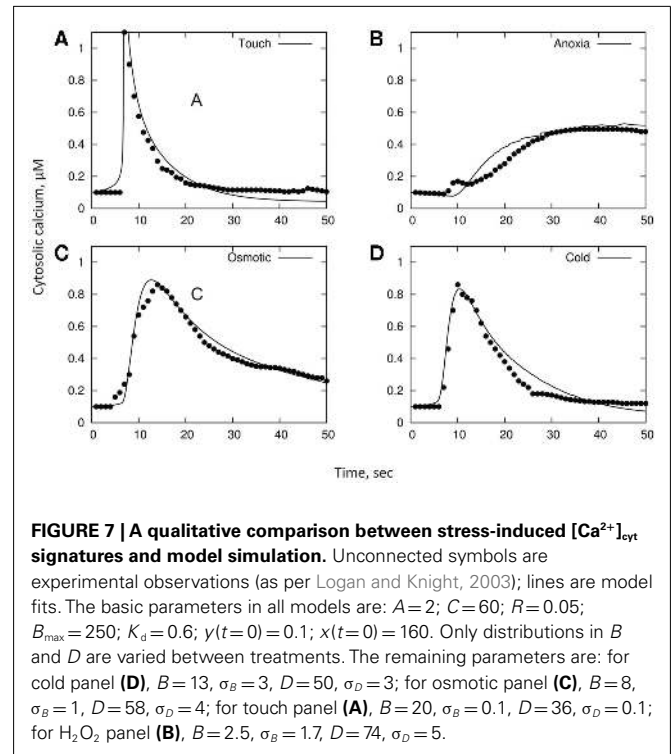 A
Touch
1
0.8
0.6
0.4
0.2
0
A
0 10 20 30 40 50
B
Anoxia
1
0.8
0.6
0.4
0.2
0
0 10 20 30 40 50
Cytosolic calcium, µM
C
Osmotic
1
0.8
0.6
0.4
0.2
0
C
0 10 20 30 40 50
D
Cold
1
0.8
0.6
0.4
0.2
0
0 10 20 30 40 50
Time, sec
FIGURE 7 | A qualitative comparison between stress-induced [Ca²⁺]cyt
signatures and model simulation. Unconnected symbols are
experimental observations (as per Logan and Knight, 2003); lines are model
fits. The basic parameters in all models are: A = 2; C = 60; R = 0.05;
Bmax = 250; Kd = 0.6; y(t = 0) = 0.1; x(t = 0) = 160. Only distributions in B
and D are varied between treatments. The remaining parameters are: for
cold panel (D), B = 13, σB = 3, D = 50, σD = 3; for osmotic panel (C), B = 8,
σB = 1, D = 58, σD = 4; for touch panel (A), B = 20, σB = 0.1, D = 36, σD = 0.1;
for H₂O₂ panel (B), B = 2.5, σB = 1.7, D = 74, σD = 5.